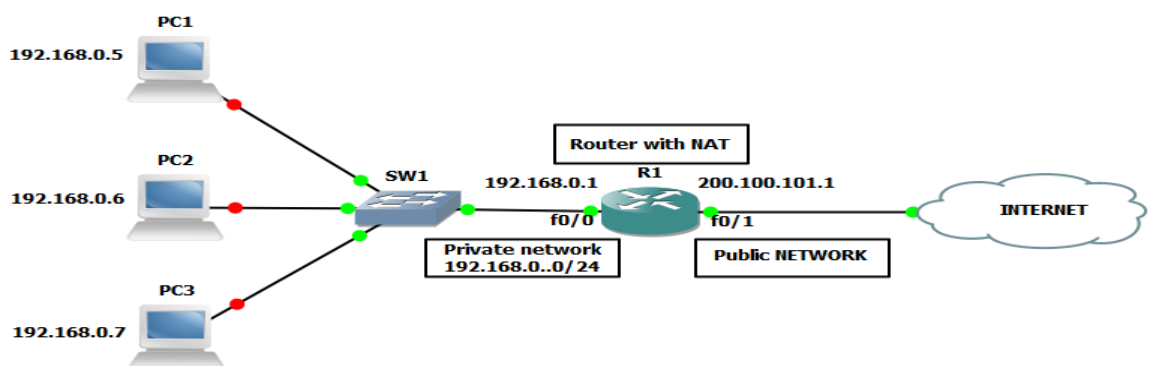 PC1
192.168.0.5
PC2
192.168.0.6
PC3
192.168.0.7
SW1
Router with NAT
R1
192.168.0.1
200.100.101.1
f0/0
f0/1
Private network
192.168.0..0/24
Public NETWORK
INTERNET